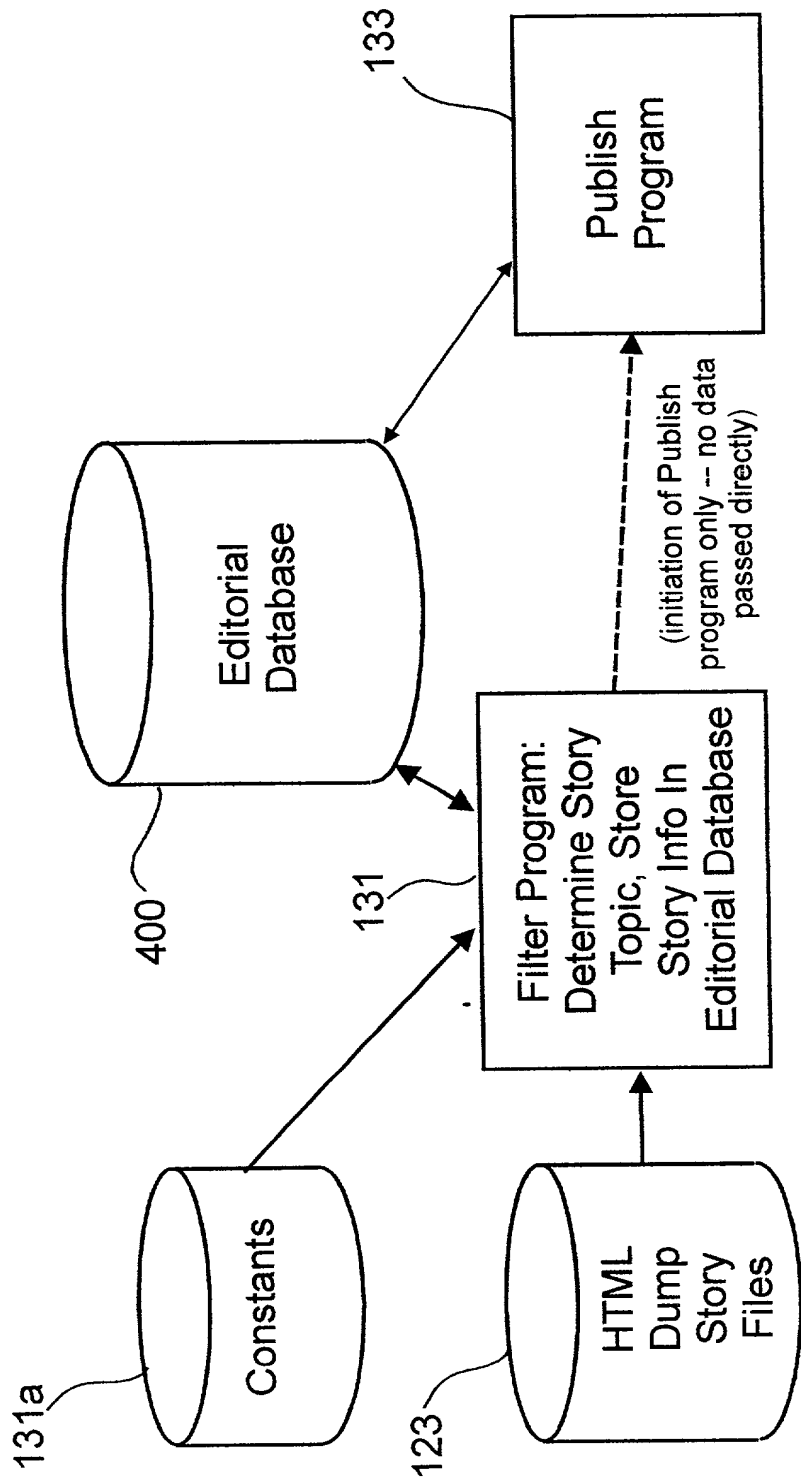 131a
Constants
123
HTML
Dump
Story
Files
400
Editorial
Database
131
Filter Program:
Determine Story
Topic, Store
Story Info In
Editorial Database
(initiation of Publish
program only -- no data
passed directly)
133
Publish
Program